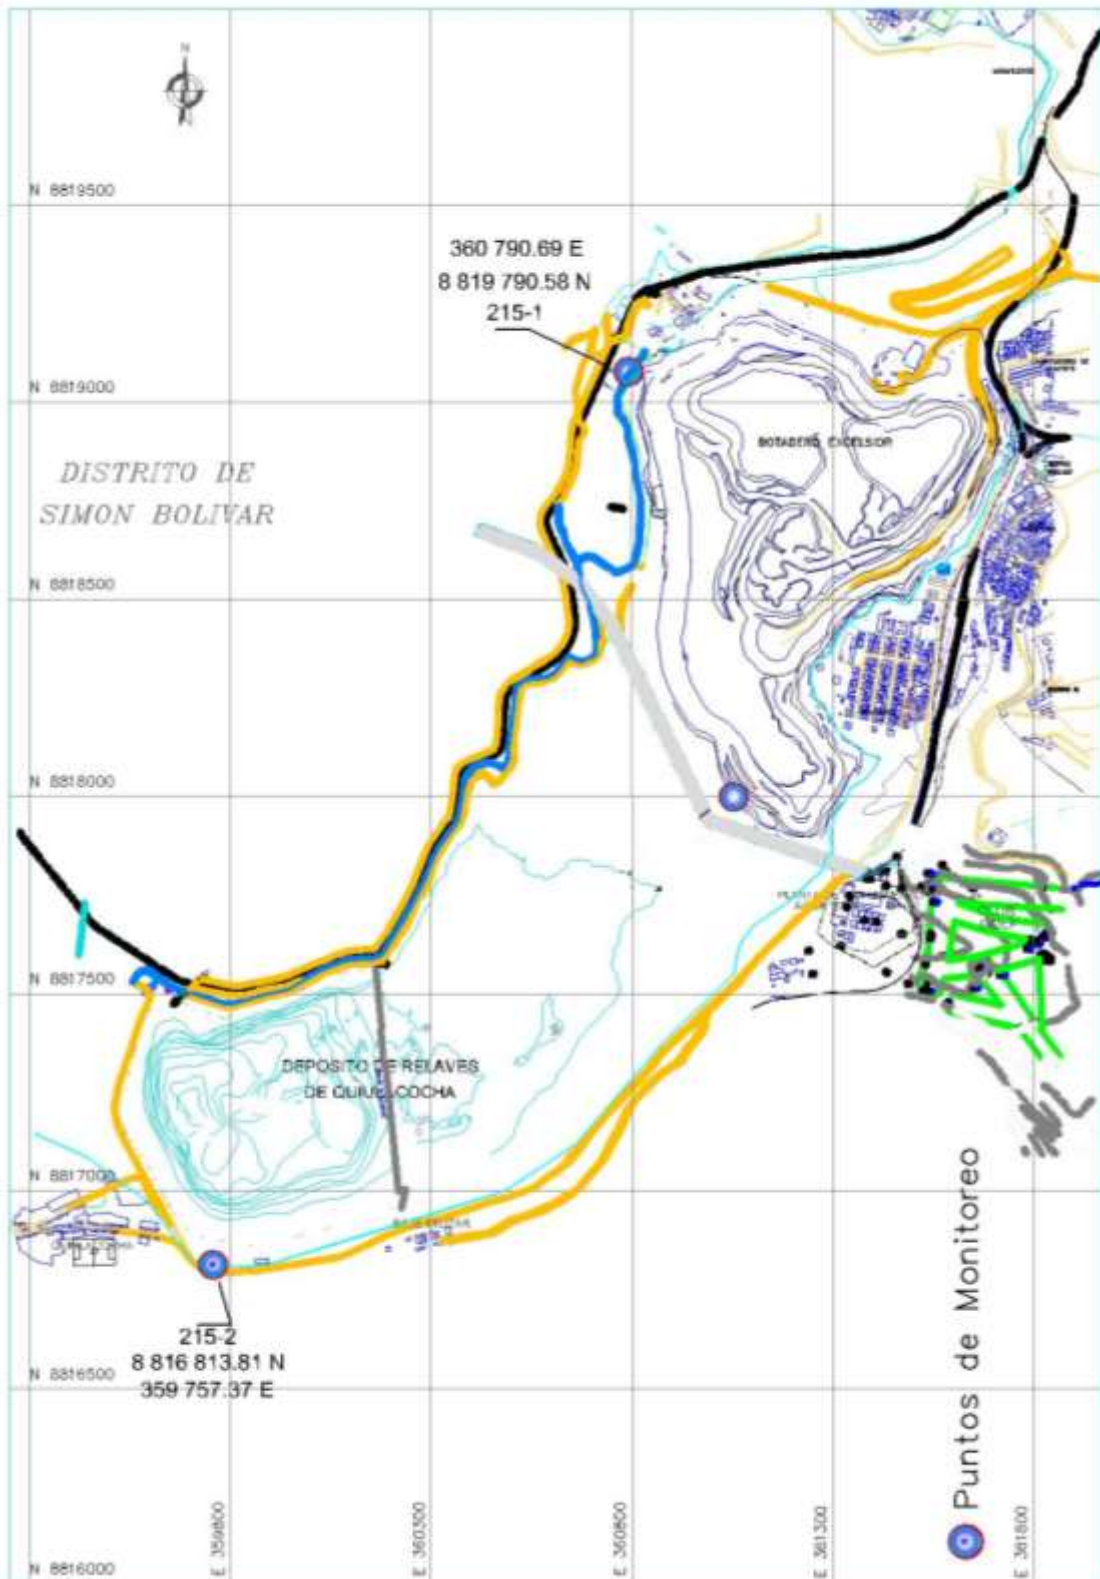 N
N 8819500
360 790.69 E
8 819 790.58 N
215-1
N 8819000
BOTADERO EXCELSIOR
DISTRITO DE
SIMON BOLIVAR
N 8818500
N 8818000
N 8817500
DEPOSITO DE RELAVES
DE QUIULACOCHA
N 8817000
215-2
8 816 813.81 N
359 757.37 E
N 8816500
N 8816000
E 359800
E 360300
E 360800
E 361300
E 361800
Puntos de Monitoreo